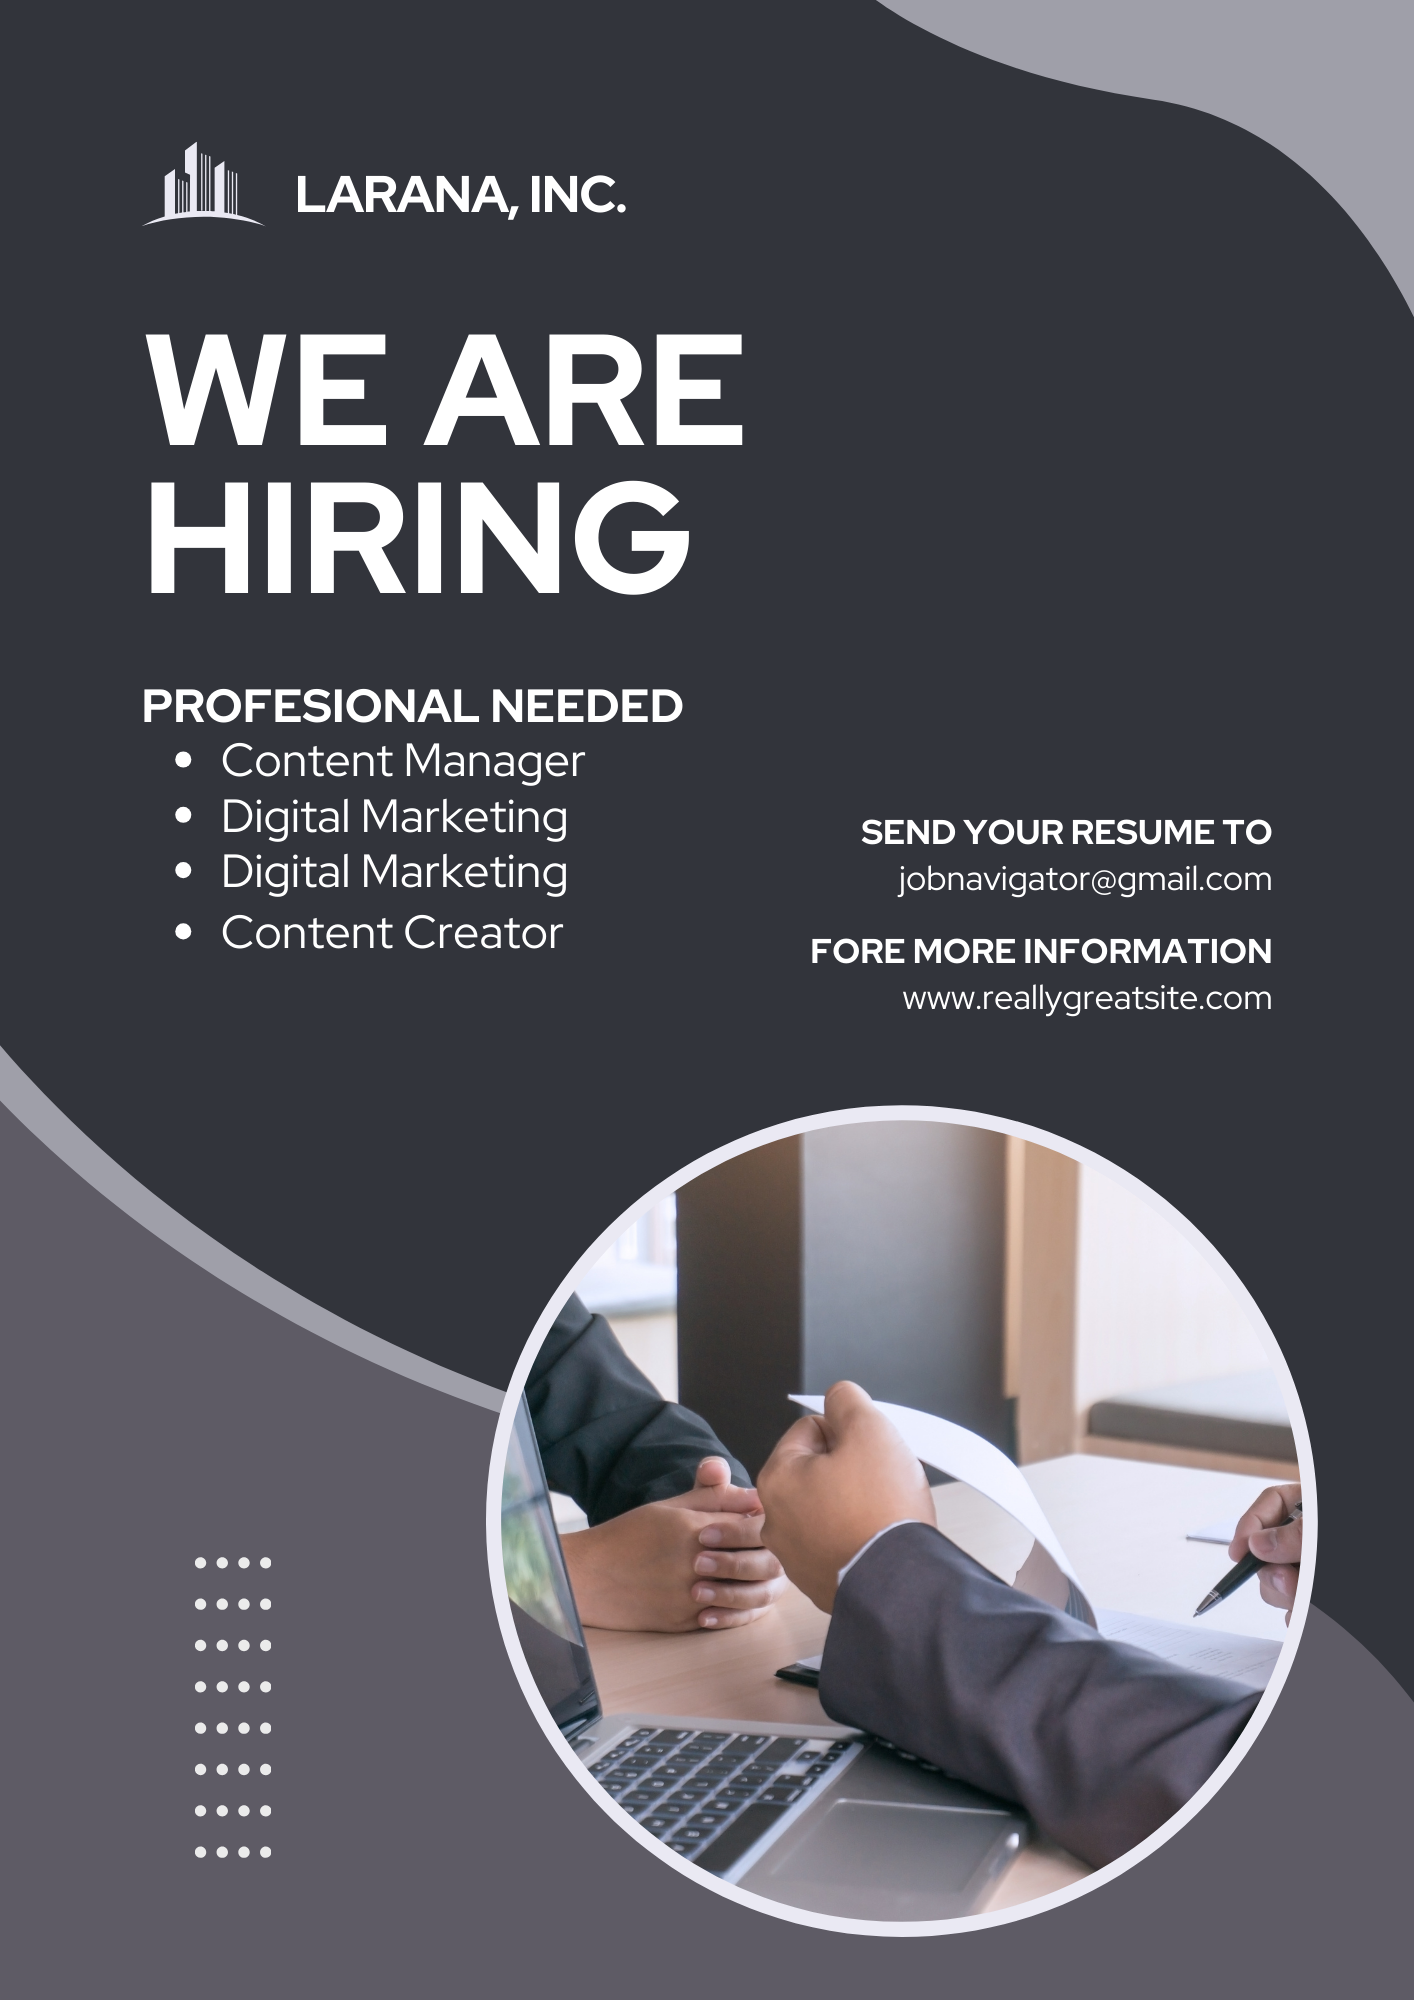 LARANA, INC.
WE ARE
HIRING
PROFESIONAL NEEDED
• Content Manager
• Digital Marketing
• Digital Marketing
• Content Creator
SEND YOUR RESUME TO
jobnavigator@gmail.com
FORE MORE INFORMATION
www.reallygreatsite.com